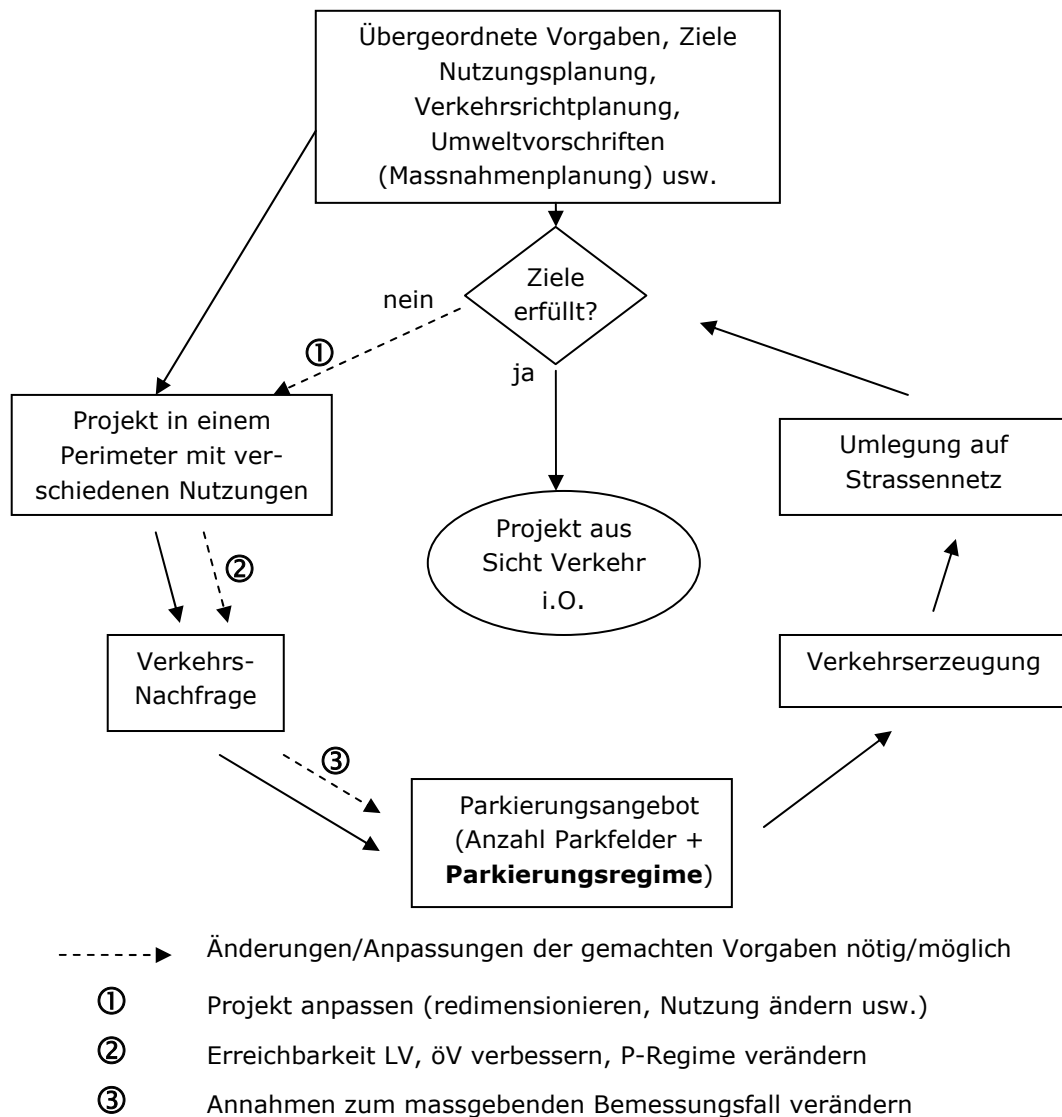 Übergeordnete Vorgaben, Ziele
Nutzungsplanung,
Verkehrsrichtplanung,
Umweltvorschriften
(Massnahmenplanung) usw.
Ziele
erfüllt?
nein
①
ja
Projekt in einem
Perimeter mit ver-
schiedenen Nutzungen
Umlegung auf
Strassennetz
Projekt aus
Sicht Verkehr
i.O.
②
Verkehrs-
Nachfrage
Verkehrserzeugung
③
Parkierungsangebot
(Anzahl Parkfelder +
Parkierungsregime)
Änderungen/Anpassungen der gemachten Vorgaben nötig/möglich
① Projekt anpassen (redimensionieren, Nutzung ändern usw.)
② Erreichbarkeit LV, öV verbessern, P-Regime verändern
③ Annahmen zum massgebenden Bemessungsfall verändern